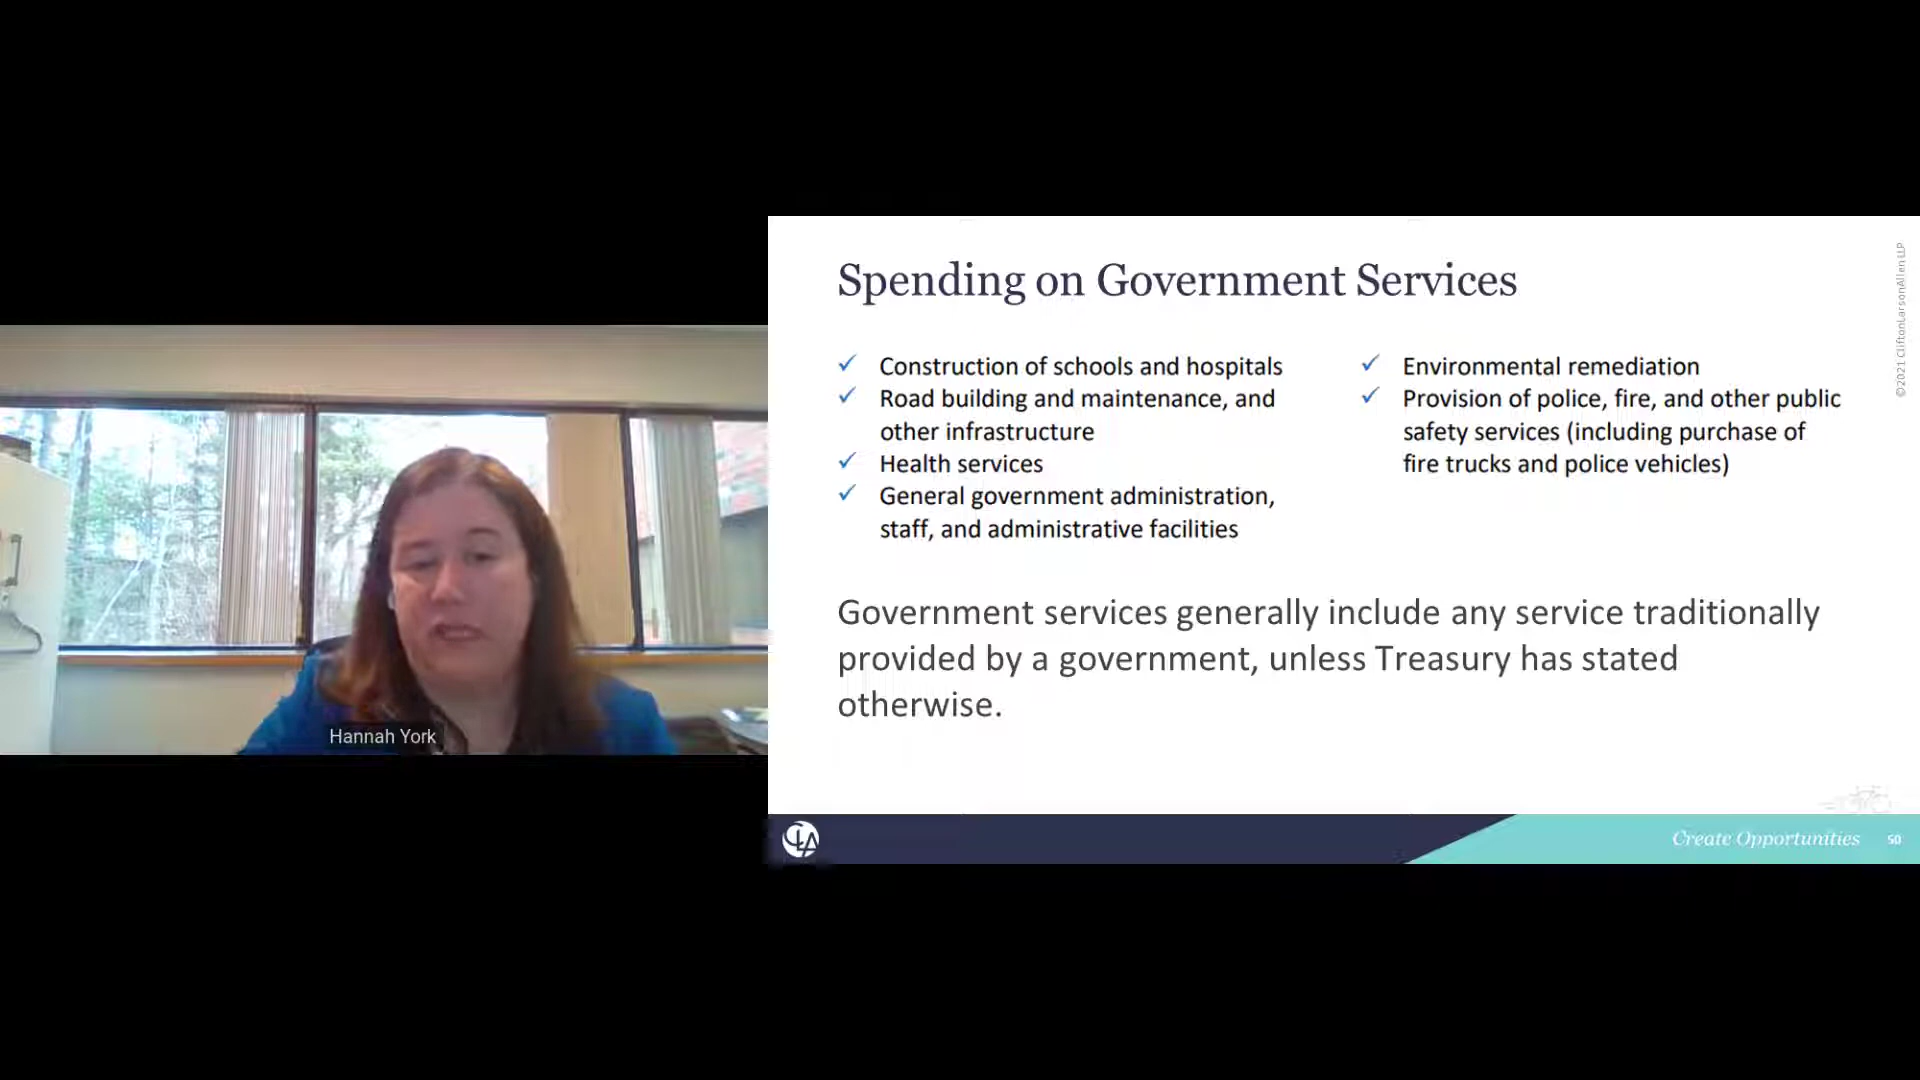 Spending on Government Services
✓ Construction of schools and hospitals
✓ Road building and maintenance, and
other infrastructure
✓ Health services
✓ General government administration,
staff, and administrative facilities
✓ Environmental remediation
✓ Provision of police, fire, and other public
safety services (including purchase of
fire trucks and police vehicles)
Government services generally include any service traditionally
provided by a government, unless Treasury has stated
otherwise.
©2021 CliftonLarsonAllen LLP
Hannah York
CLA
Create Opportunities
50